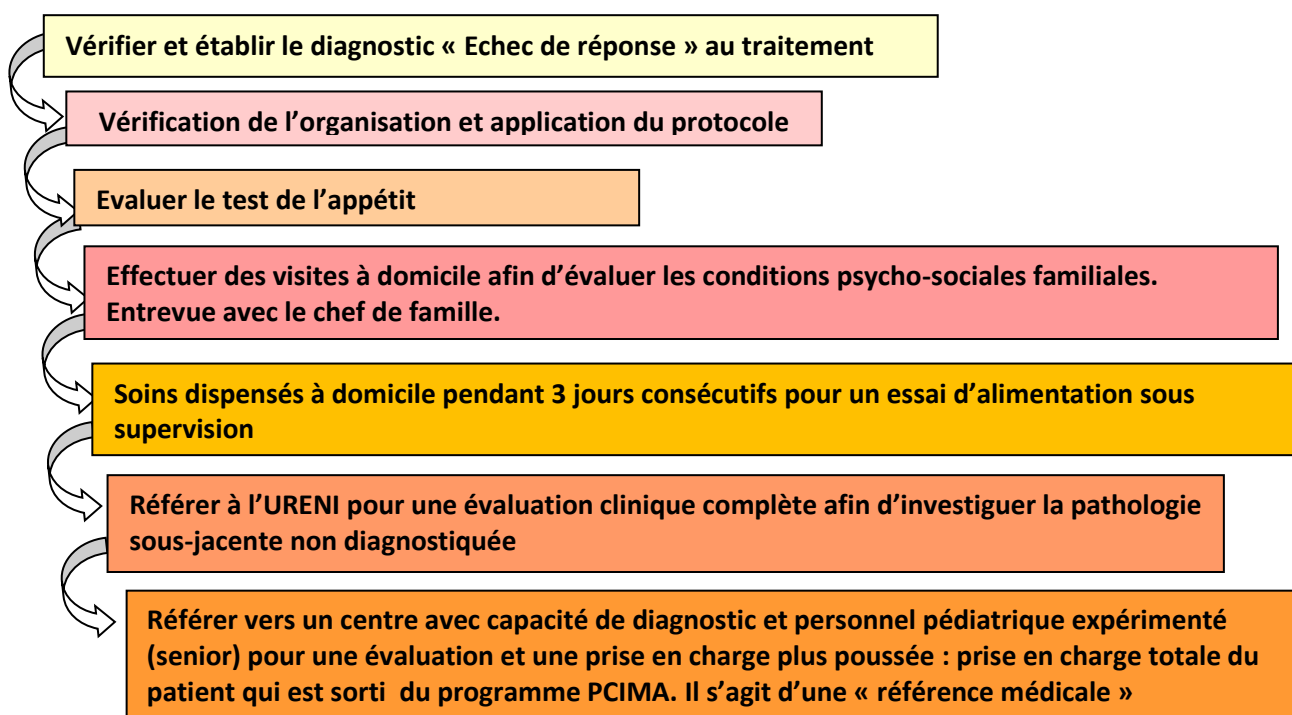 Vérifier et établir le diagnostic « Echec de réponse » au traitement
Vérification de l’organisation et application du protocole
Evaluer le test de l’appétit
Effectuer des visites à domicile afin d’évaluer les conditions psycho-sociales familiales.
Entrevue avec le chef de famille.
Soins dispensés à domicile pendant 3 jours consécutifs pour un essai d’alimentation sous
supervision
Référer à l’URENI pour une évaluation clinique complète afin d’investiguer la pathologie
sous-jacente non diagnostiquée
Référer vers un centre avec capacité de diagnostic et personnel pédiatrique expérimenté
(senior) pour une évaluation et une prise en charge plus poussée : prise en charge totale du
patient qui est sorti du programme PCIMA. Il s’agit d’une « référence médicale »